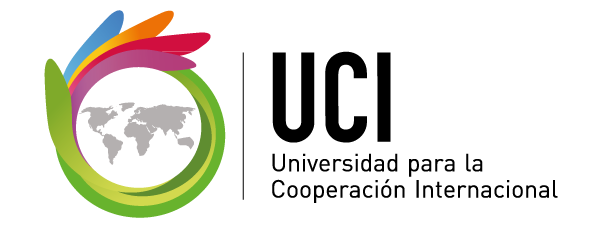 UCI
Universidad para la
Cooperación Internacional